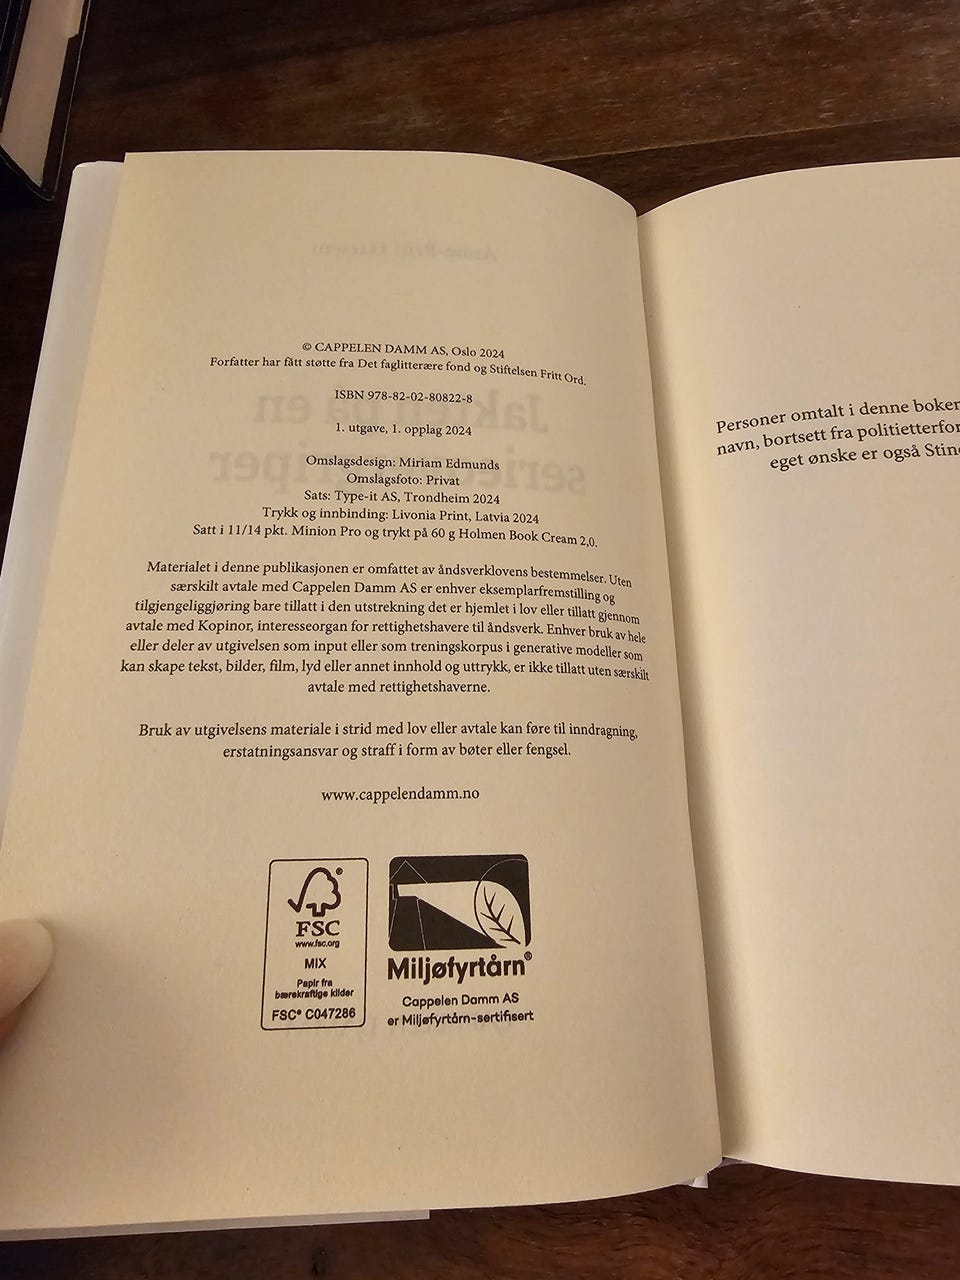 © CAPPELEN DAMM AS, Oslo 2024
Forfatter har fått støtte fra Det faglitterære fond og Stiftelsen Fritt Ord.
ISBN 978-82-02-80822-8
1. utgave, 1. opplag 2024
Omslagsdesign: Miriam Edmunds
Omslagsfoto: Privat
Sats: Type-it AS, Trondheim 2024
Trykk og innbinding: Livonia Print, Latvia 2024
Satt i 11/14 pkt. Minion Pro og trykt på 60 g Holmen Book Cream 2,0.
Materialet i denne publikasjonen er omfattet av åndsverklovens bestemmelser. Uten
særskilt avtale med Cappelen Damm AS er enhver eksemplarfremstilling og
tilgjengeliggjøring bare tillatt i den utstrekning det er hjemlet i lov eller tillatt gjennom
avtale med Kopinor, interesseorgan for rettighetshavere til åndsverk. Enhver bruk av hele
eller deler av utgivelsen som input eller som treningskorpus i generative modeller som
kan skape tekst, bilder, film, lyd eller annet innhold og uttrykk, er ikke tillatt uten særskilt
avtale med rettighetshaverne.
Bruk av utgivelsens materiale i strid med lov eller avtale kan føre til inndragning,
erstatningsansvar og straff i form av bøter eller fengsel.
www.cappelendamm.no
FSC
www.fsc.org
MIX
Papir fra
bærekraftige kilder
FSC® C047286
Miljøfyrtårn®
Cappelen Damm AS
er Miljøfyrtårn-sertifisert
Personer omtalt i denne boken
navn, bortsett fra politietterfor
eget ønske er også Stine